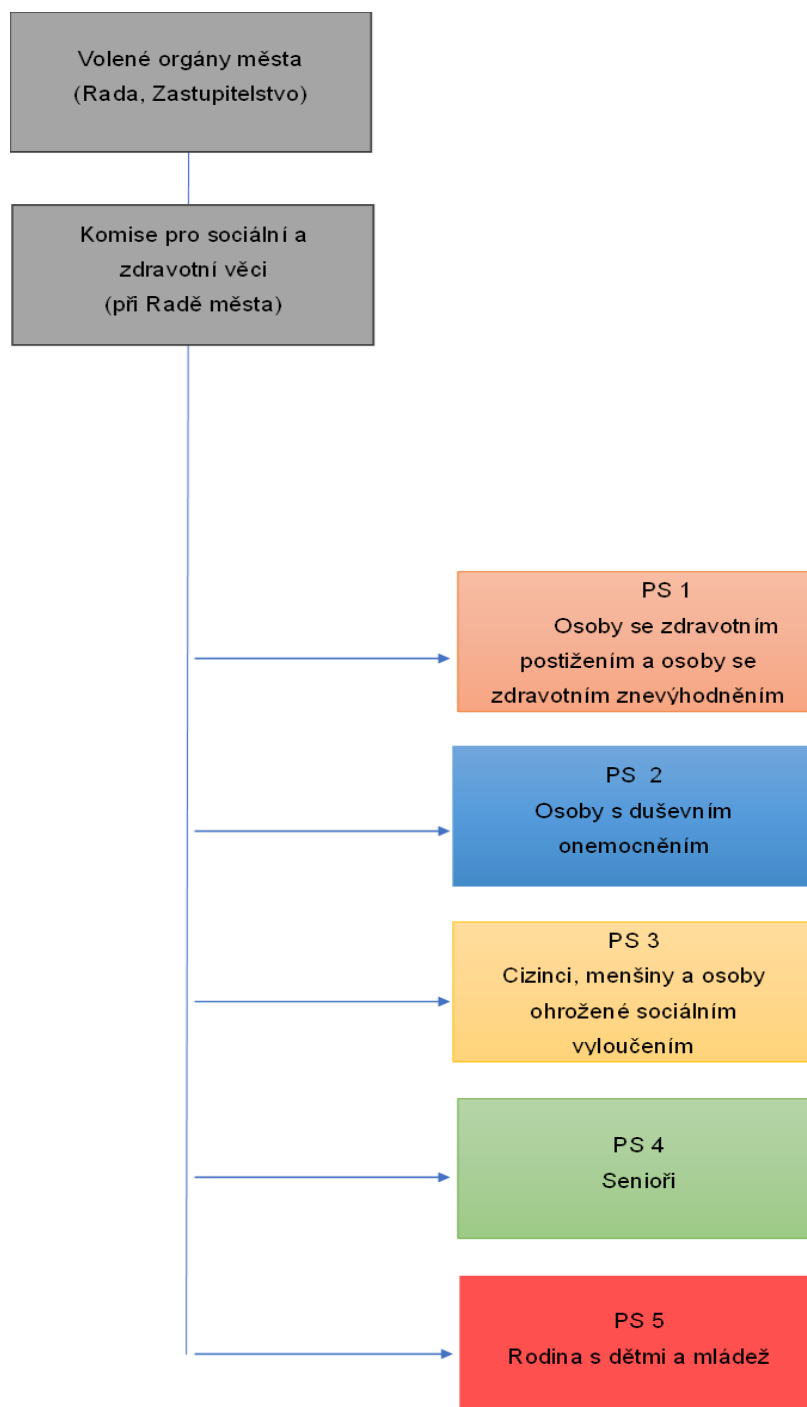 Volené orgány města
(Rada, Zastupitelstvo)
Komise pro sociální a
zdravotní věci
(při Radě města)
PS 1
Osoby se zdravotním
postižením a osoby se
zdravotním znevýhodněním
PS 2
Osoby s duševním
onemocněním
PS 3
Cizinci, menšiny a osoby
ohrožené sociálním
vyloučením
PS 4
Senioři
PS 5
Rodina s dětmi a mládež